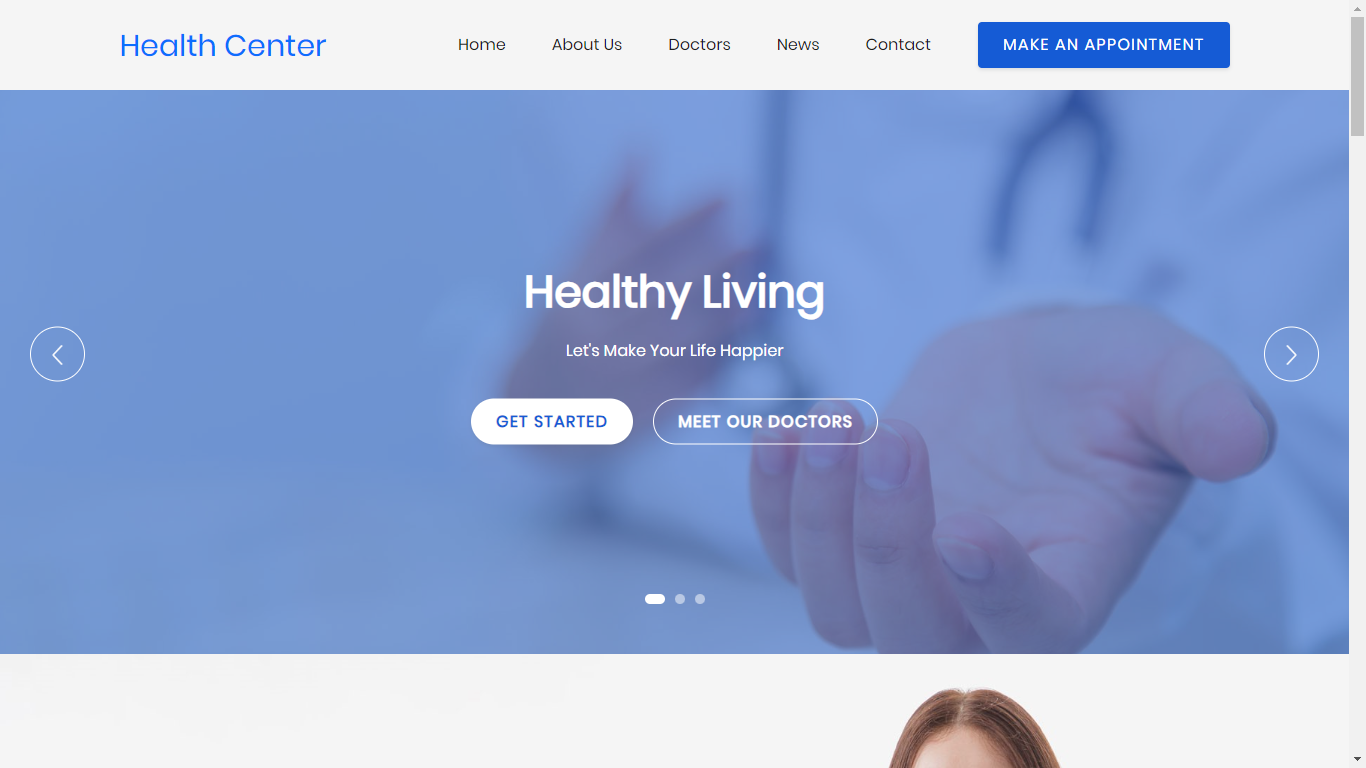 Health Center
Home
About Us
Doctors
News
Contact
MAKE AN APPOINTMENT
Healthy Living
Let's Make Your Life Happier
GET STARTED
MEET OUR DOCTORS